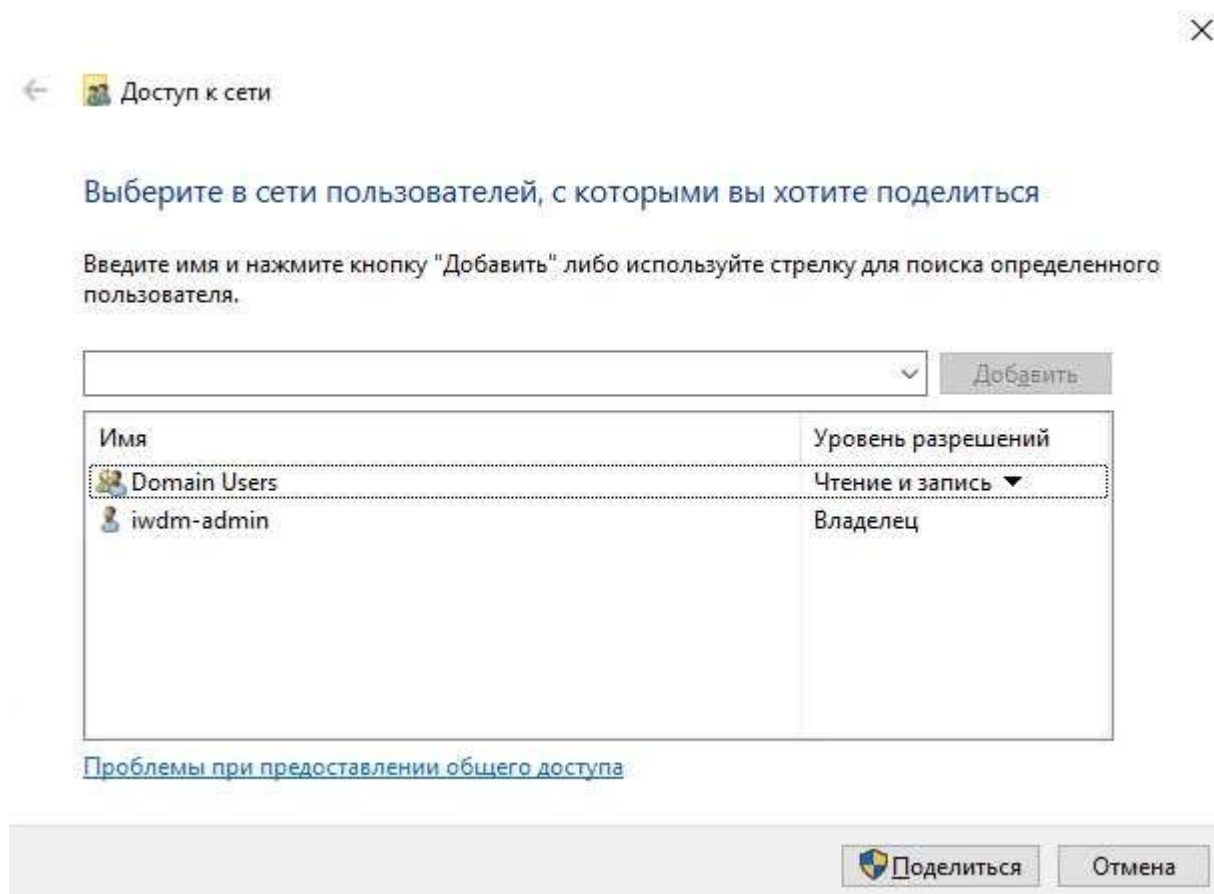 Доступ к сети
Выберите в сети пользователей, с которыми вы хотите поделиться
Введите имя и нажмите кнопку "Добавить" либо используйте стрелку для поиска определенного
пользователя.
Добавить
Имя Уровень разрешений
Domain Users Чтение и запись
iwdm-admin Владелец
Проблемы при предоставлении общего доступа
Поделиться Отмена